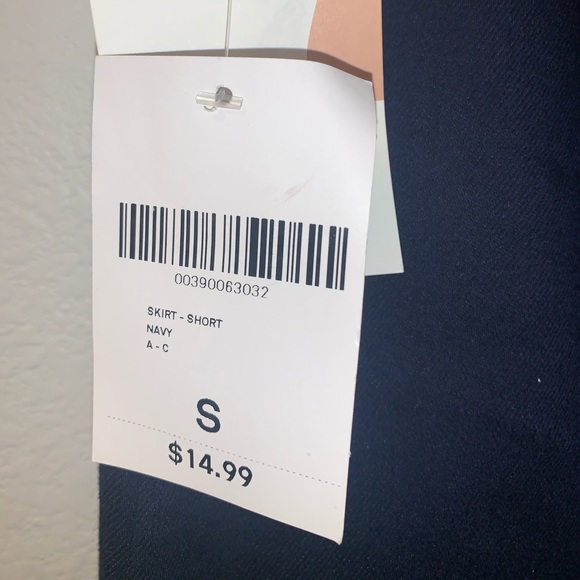 00390063032
SKIRT - SHORT
NAVY
A - C
S
$14.99